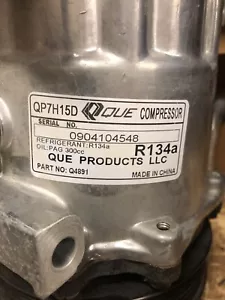 QP7H15D QUE COMPRESSOR
SERIAL NO.
0904104548
REFRIGERANT:R134a
OIL:PAG 300cc R134a
QUE PRODUCTS LLC
PART NO: Q4891 MADE IN CHINA